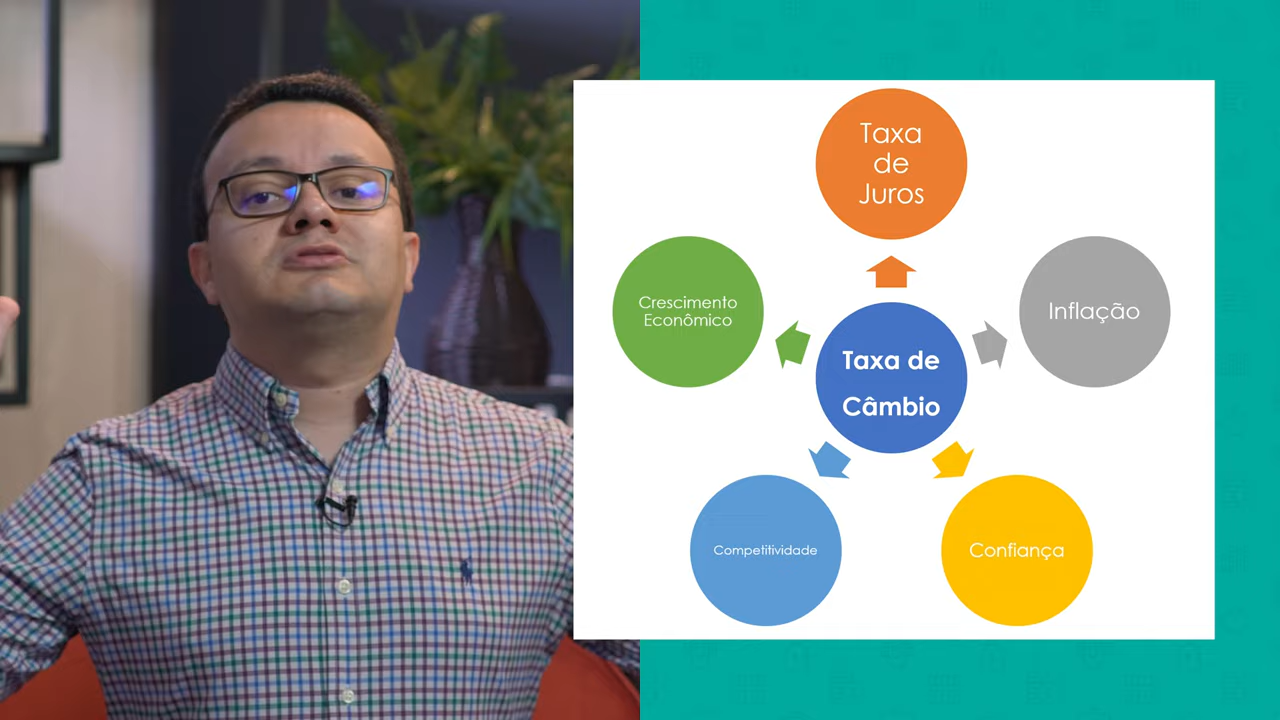 Taxa
de
Juros
Crescimento
Econômico
Inflação
Taxa de
Câmbio
Competitividade
Confiança